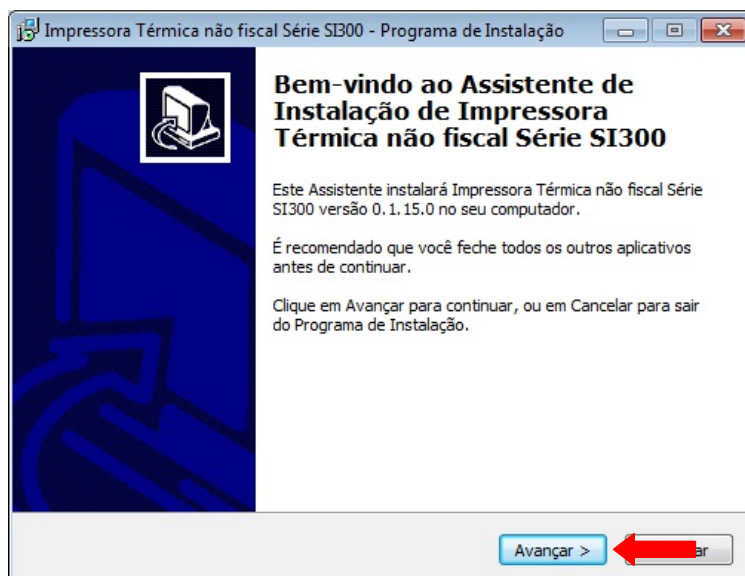 Impressora Térmica não fiscal Série SI300 - Programa de Instalação
Bem-vindo ao Assistente de
Instalação de Impressora
Térmica não fiscal Série SI300
Este Assistente instalará Impressora Térmica não fiscal Série
SI300 versão 0.1.15.0 no seu computador.
É recomendado que você feche todos os outros aplicativos
antes de continuar.
Clique em Avançar para continuar, ou em Cancelar para sair
do Programa de Instalação.
Avançar >